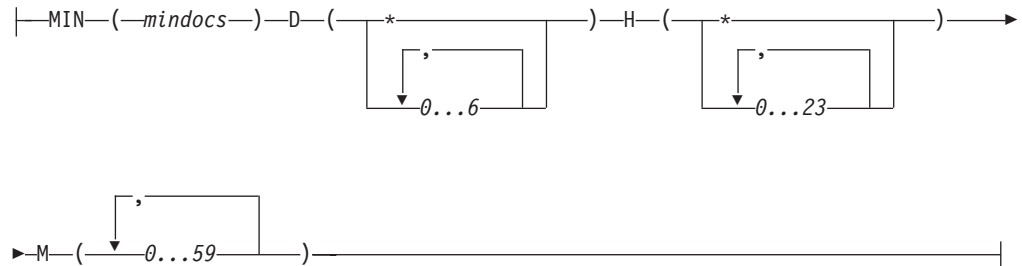 MIN ( mindocs ) D ( * ) H ( * )
, ,
0...6 0...23
,
M ( 0...59 )